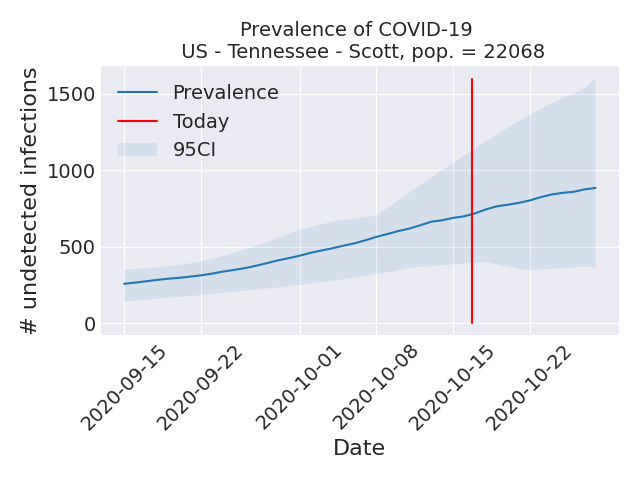 Prevalence of COVID-19
US - Tennessee - Scott, pop. = 22068
# undetected infections
1500
1000
500
0
Prevalence
Today
95CI
2020-09-15
2020-09-22
2020-10-01
2020-10-08
2020-10-15
2020-10-22
Date